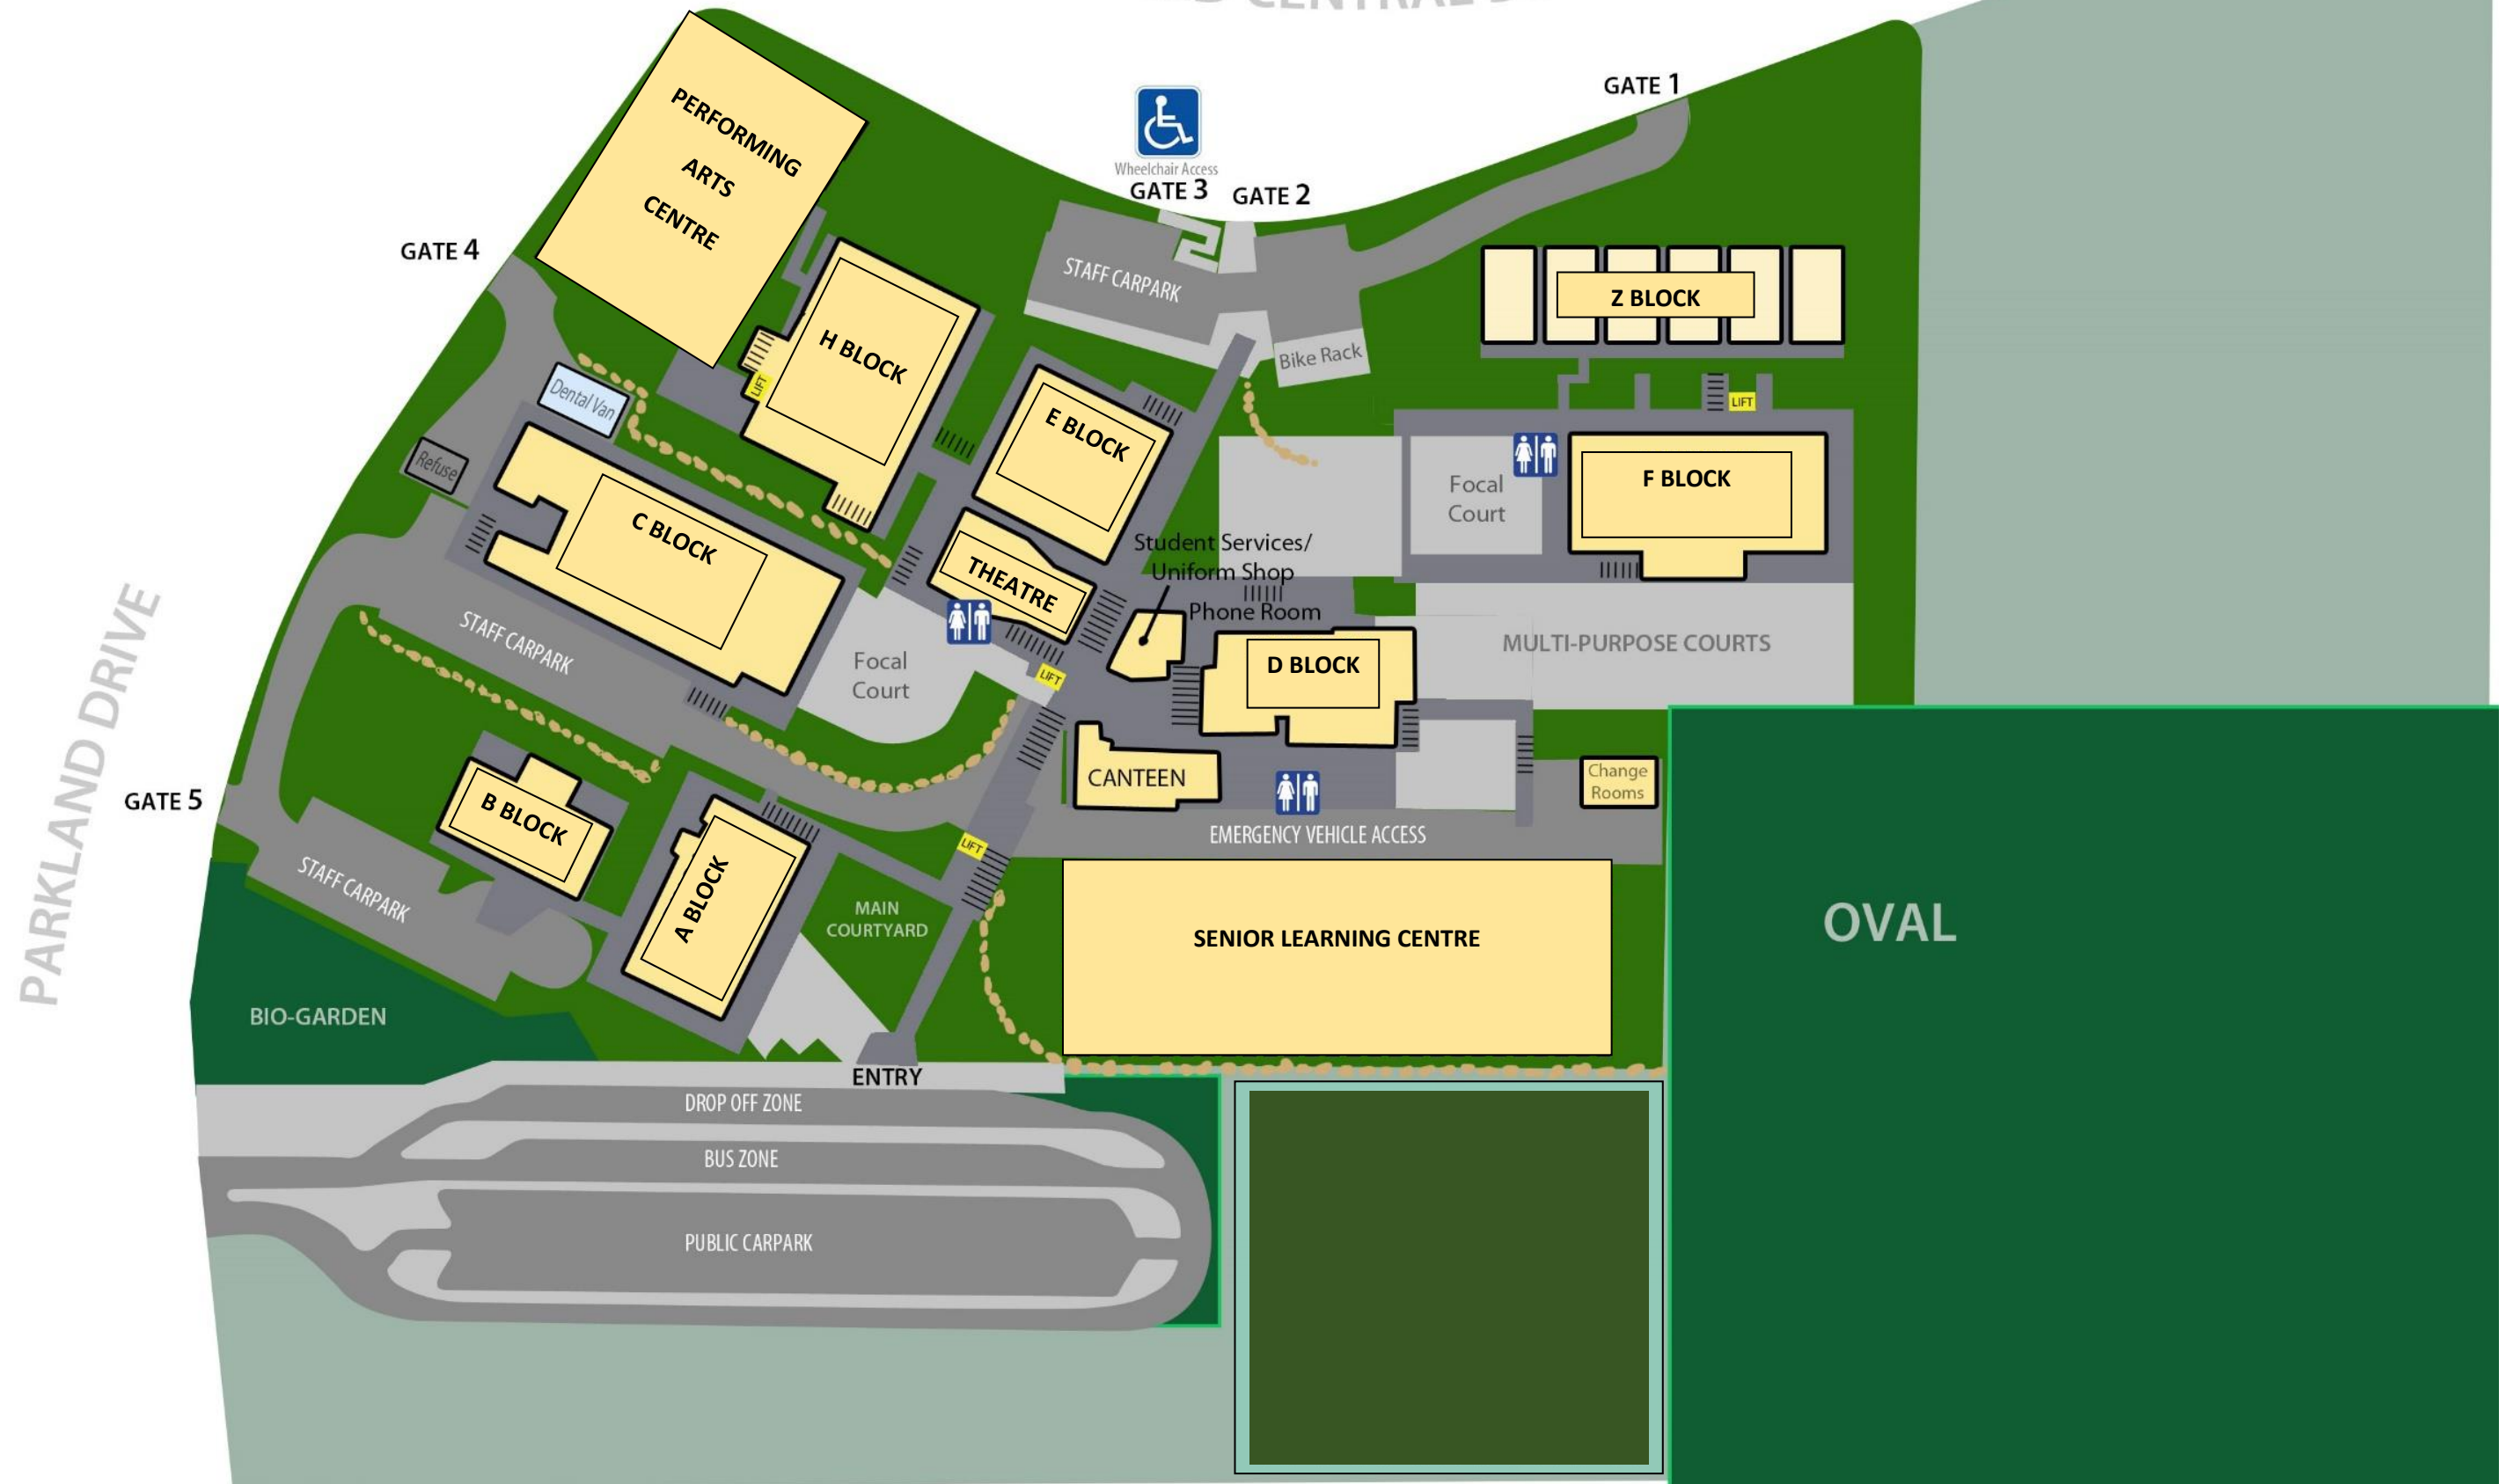 CENTRAL
GATE 1
Wheelchair Access
GATE 3
GATE 2
PERFORMING
ARTS
CENTRE
GATE 4
STAFF CARPARK
Z BLOCK
H BLOCK
Bike Rack
LIFT
Dental Van
LIFT
E BLOCK
Refuse
F BLOCK
Focal
Court
C BLOCK
Student Services/
Uniform Shop
THEATRE
Phone Room
STAFF CARPARK
MULTI-PURPOSE COURTS
Focal
Court
D BLOCK
LIFT
PARKLAND DRIVE
CANTEEN
Change
Rooms
GATE 5
B BLOCK
EMERGENCY VEHICLE ACCESS
LIFT
STAFF CARPARK
A BLOCK
MAIN
COURTYARD
SENIOR LEARNING CENTRE
OVAL
BIO-GARDEN
ENTRY
DROP OFF ZONE
BUS ZONE
PUBLIC CARPARK